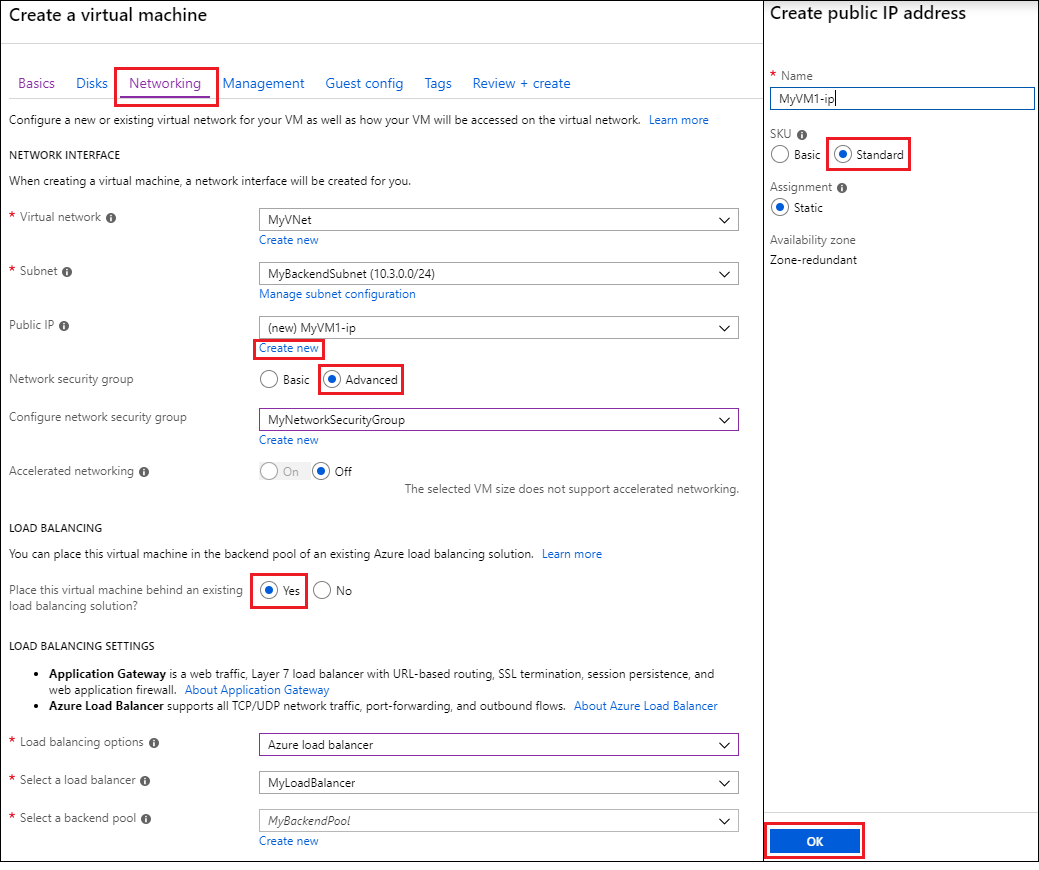 Create a virtual machine
Basics Disks Networking Management Guest config Tags Review + create
Configure a new or existing virtual network for your VM as well as how your VM will be accessed on the virtual network. Learn more
NETWORK INTERFACE
When creating a virtual machine, a network interface will be created for you.
* Virtual network
MyVNet
Create new
* Subnet
MyBackendSubnet (10.3.0.0/24)
Manage subnet configuration
Public IP
(new) MyVM1-ip
Create new
Network security group
Basic Advanced
Configure network security group
MyNetworkSecurityGroup
Create new
Accelerated networking
On Off
The selected VM size does not support accelerated networking.
LOAD BALANCING
You can place this virtual machine in the backend pool of an existing Azure load balancing solution. Learn more
Place this virtual machine behind an existing
load balancing solution?
Yes No
LOAD BALANCING SETTINGS
• Application Gateway is a web traffic, Layer 7 load balancer with URL-based routing, SSL termination, session persistence, and
web application firewall. About Application Gateway
• Azure Load Balancer supports all TCP/UDP network traffic, port-forwarding, and outbound flows. About Azure Load Balancer
* Load balancing options
Azure load balancer
* Select a load balancer
MyLoadBalancer
* Select a backend pool
MyBackendPool
Create new
Create public IP address
* Name
MyVM1-ip
SKU
Basic Standard
Assignment
Static
Availability zone
Zone-redundant
OK